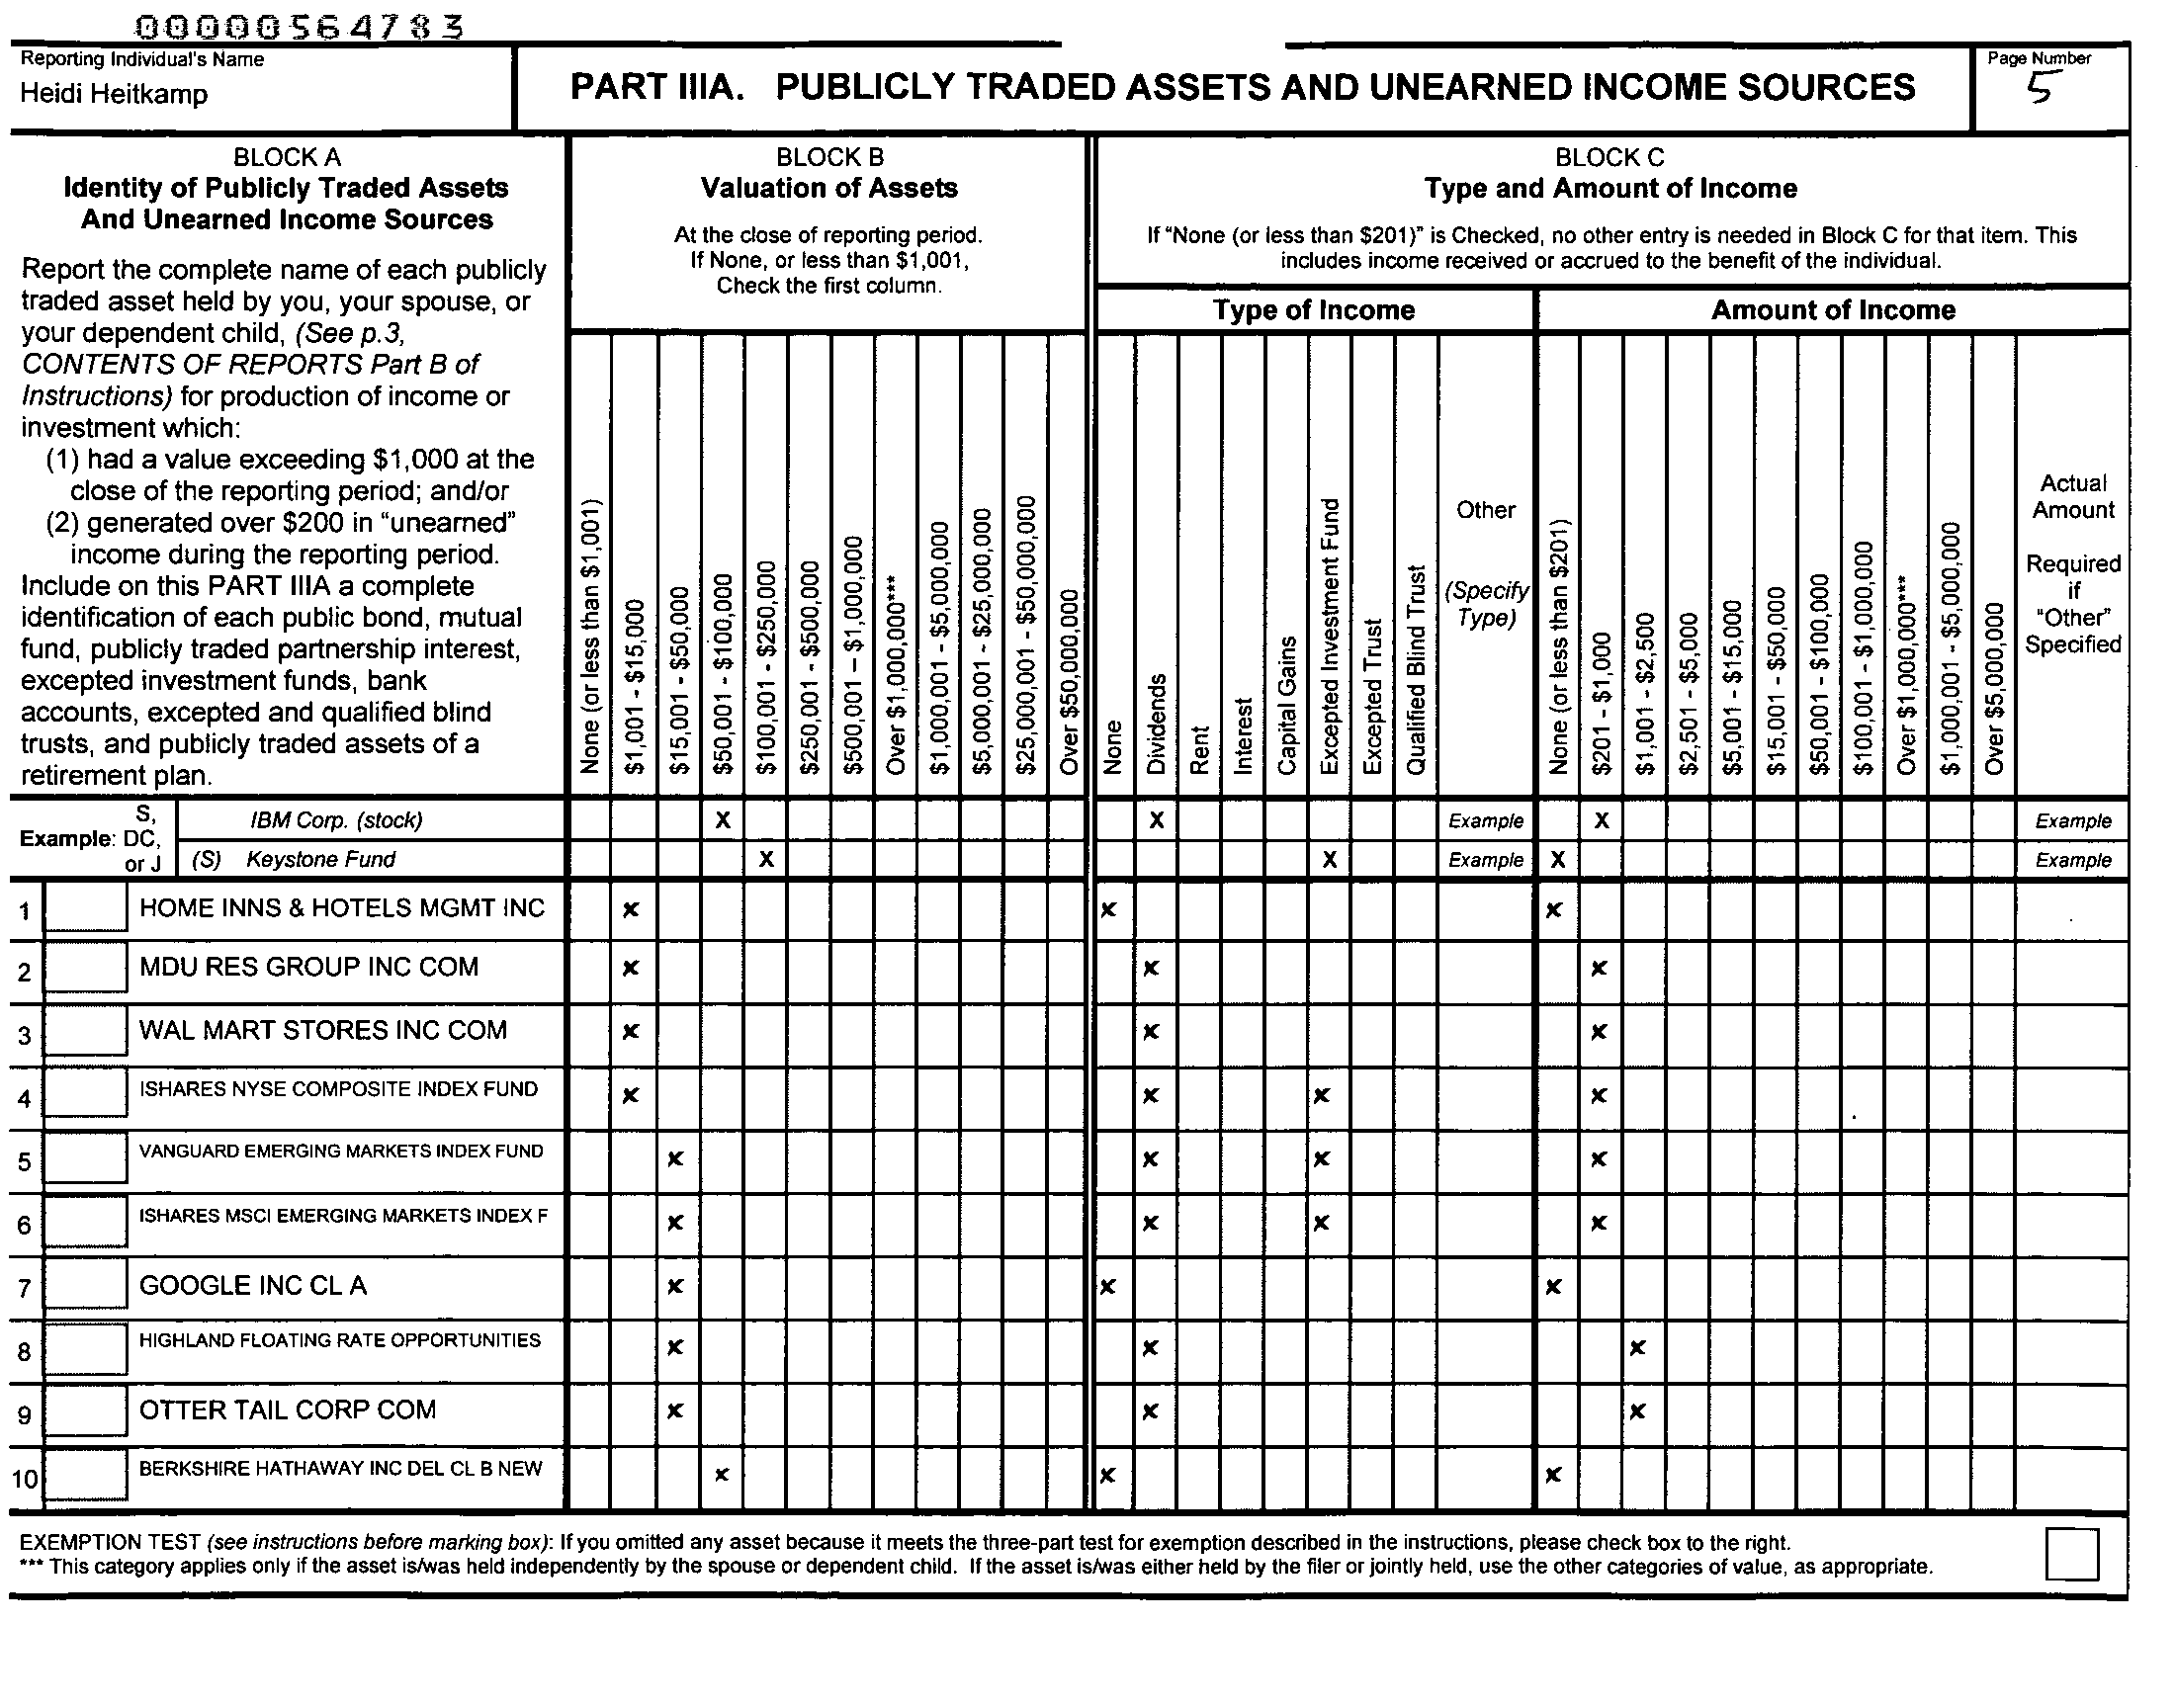 00000564783
Reporting Individual's Name
Heidi Heitkamp
PART IIIA. PUBLICLY TRADED ASSETS AND UNEARNED INCOME SOURCES
Page Number
5
BLOCK A
Identity of Publicly Traded Assets
And Unearned Income Sources
Report the complete name of each publicly
traded asset held by you, your spouse, or
your dependent child, (See p.3,
CONTENTS OF REPORTS Part B of
Instructions) for production of income or
investment which:
(1) had a value exceeding $1,000 at the
close of the reporting period; and/or
(2) generated over $200 in "unearned"
income during the reporting period.
Include on this PART IIIA a complete
identification of each public bond, mutual
fund, publicly traded partnership interest,
excepted investment funds, bank
accounts, excepted and qualified blind
trusts, and publicly traded assets of a
retirement plan.
BLOCK B
Valuation of Assets
At the close of reporting period.
If None, or less than $1,001,
Check the first column.
None (or less than $1,001)
$1,001 - $15,000
$15,001 - $50,000
$50,001 - $100,000
$100,001 - $250,000
$250,001 - $500,000
$500,001 – $1,000,000
Over $1,000,000***
$1,000,001 - $5,000,000
$5,000,001 - $25,000,000
$25,000,001 - $50,000,000
Over $50,000,000
BLOCK C
Type and Amount of Income
If "None (or less than $201)" is Checked, no other entry is needed in Block C for that item. This
includes income received or accrued to the benefit of the individual.
Type of Income
None
Dividends
Rent
Interest
Capital Gains
Excepted Investment Fund
Excepted Trust
Qualified Blind Trust
Other
(Specify
Type)
Amount of Income
None (or less than $201)
$201 - $1,000
$1,001 - $2,500
$2,501 - $5,000
$5,001 - $15,000
$15,001 - $50,000
$50,001 - $100,000
$100,001 - $1,000,000
Over $1,000,000***
$1,000,001 - $5,000,000
Over $5,000,000
Actual
Amount
Required
if
"Other"
Specified
Example:
S,
DC,
or J
IBM Corp. (stock) X X Example X Example
(S) Keystone Fund X X Example X Example
1 HOME INNS & HOTELS MGMT INC x x x
2 MDU RES GROUP INC COM x x x
3 WAL MART STORES INC COM x x x
4 ISHARES NYSE COMPOSITE INDEX FUND x x x x
5 VANGUARD EMERGING MARKETS INDEX FUND x x x x
6 ISHARES MSCI EMERGING MARKETS INDEX F x x x x
7 GOOGLE INC CL A x x x
8 HIGHLAND FLOATING RATE OPPORTUNITIES x x x
9 OTTER TAIL CORP COM x x x
10 BERKSHIRE HATHAWAY INC DEL CL B NEW x x x
EXEMPTION TEST (see instructions before marking box): If you omitted any asset because it meets the three-part test for exemption described in the instructions, please check box to the right.
*** This category applies only if the asset is/was held independently by the spouse or dependent child. If the asset is/was either held by the filer or jointly held, use the other categories of value, as appropriate.